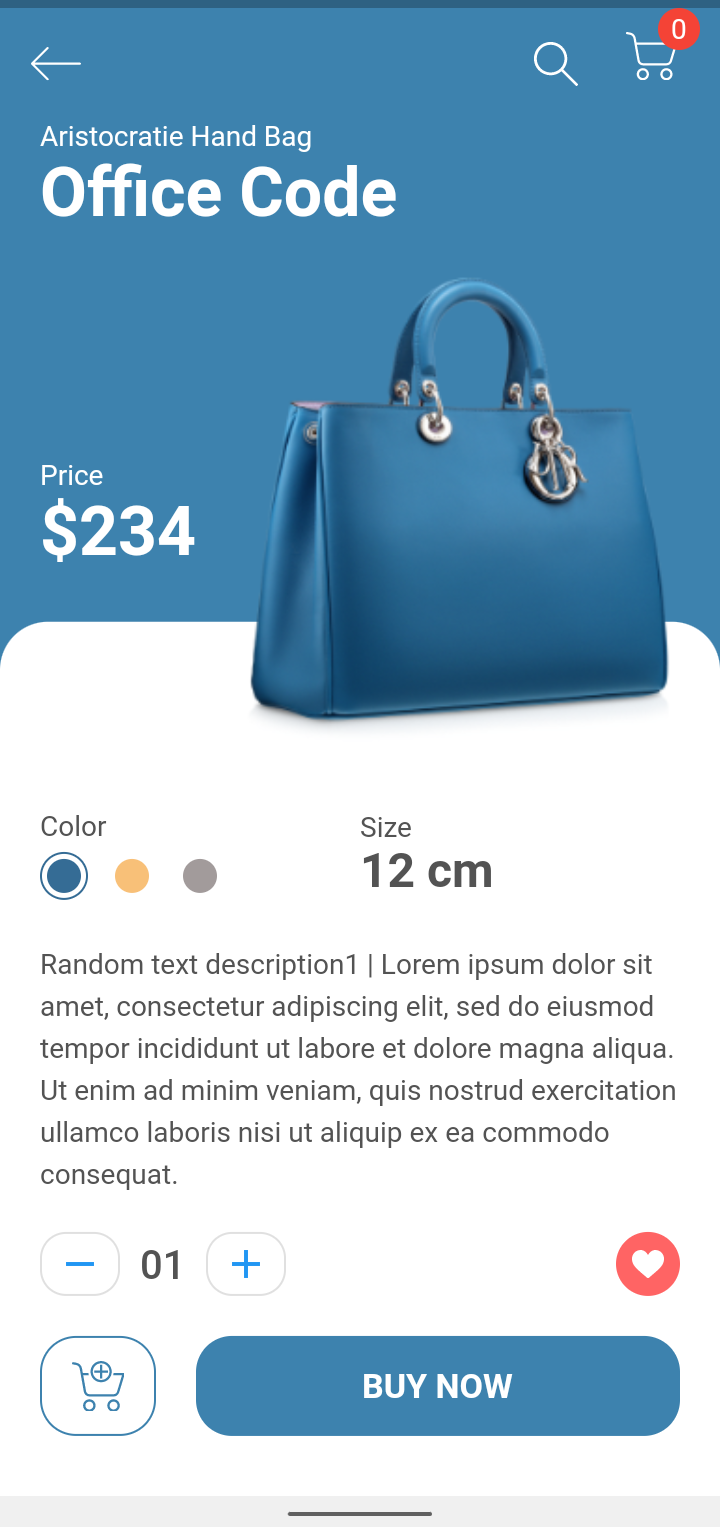 0
Aristocratie Hand Bag
Office Code
Price
$234
Color
Size
12 cm
Random text description1 | Lorem ipsum dolor sit
amet, consectetur adipiscing elit, sed do eiusmod
tempor incididunt ut labore et dolore magna aliqua.
Ut enim ad minim veniam, quis nostrud exercitation
ullamco laboris nisi ut aliquip ex ea commodo
consequat.
01
BUY NOW